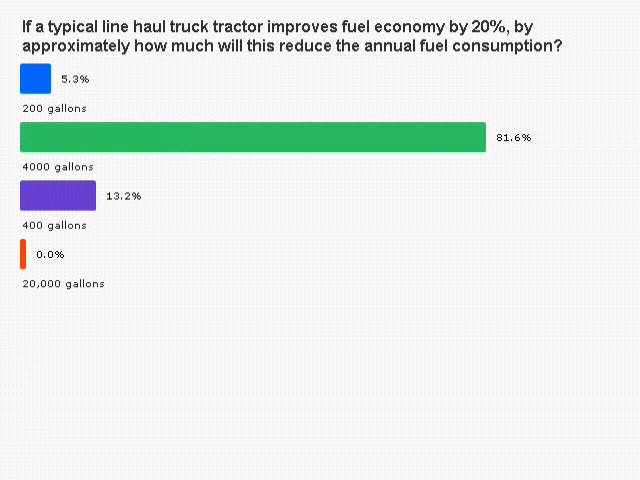 If a typical line haul truck tractor improves fuel economy by 20%, by
approximately how much will this reduce the annual fuel consumption?
5.3%
200 gallons
81.6%
4000 gallons
13.2%
400 gallons
0.0%
20,000 gallons